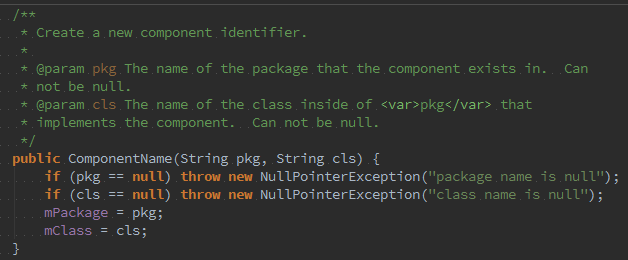 /**
 * Create a new component identifier.
 *
 * @param pkg The name of the package that the component exists in.  Can
 * not be null.
 * @param cls The name of the class inside of <var>pkg</var> that
 * implements the component.  Can not be null.
 */
public ComponentName(String pkg, String cls) {
    if (pkg == null) throw new NullPointerException("package name is null");
    if (cls == null) throw new NullPointerException("class name is null");
    mPackage = pkg;
    mClass = cls;
}